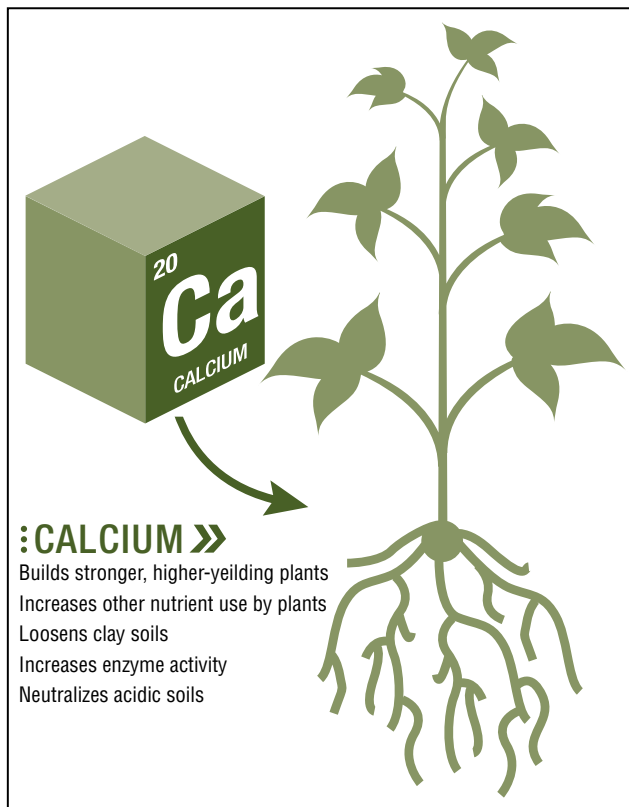 20
Ca
CALCIUM
CALCIUM
Builds stronger, higher-yeilding plants
Increases other nutrient use by plants
Loosens clay soils
Increases enzyme activity
Neutralizes acidic soils